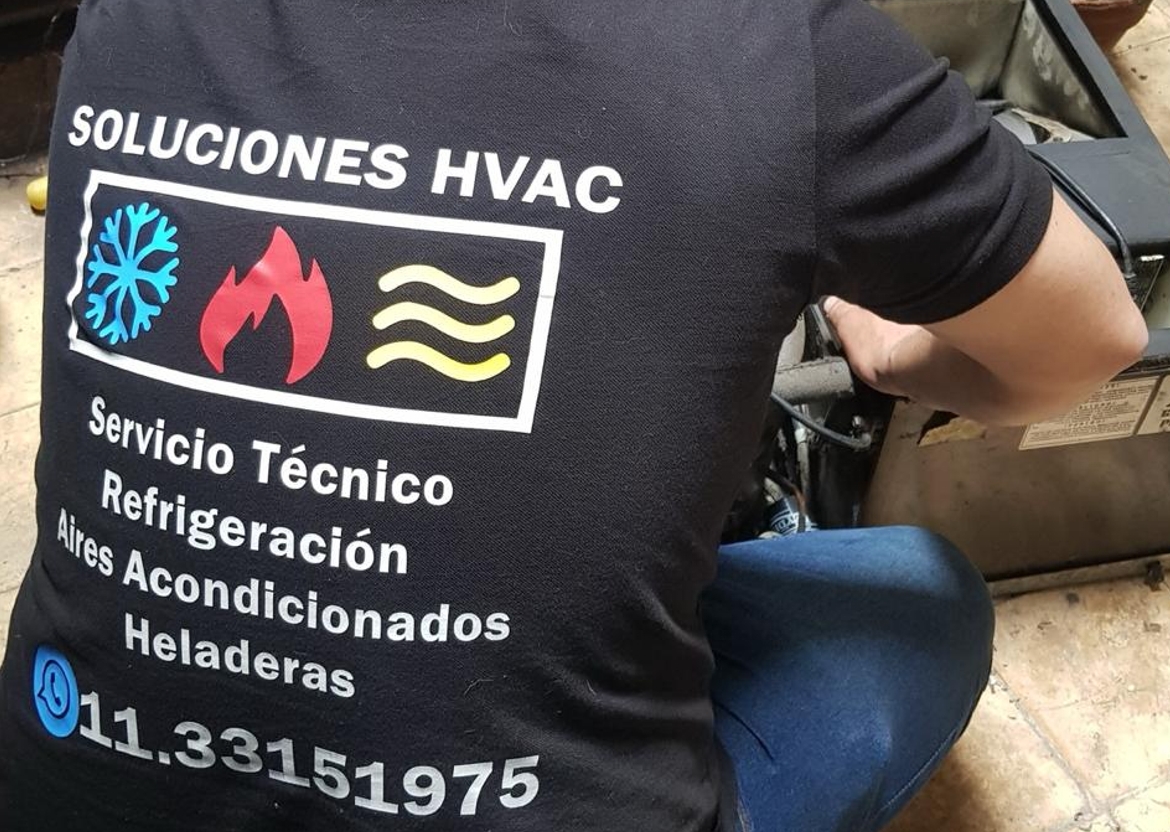 SOLUCIONES HVAC
Servicio Técnico
Refrigeración
Aires Acondicionados
Heladeras
11.33151975